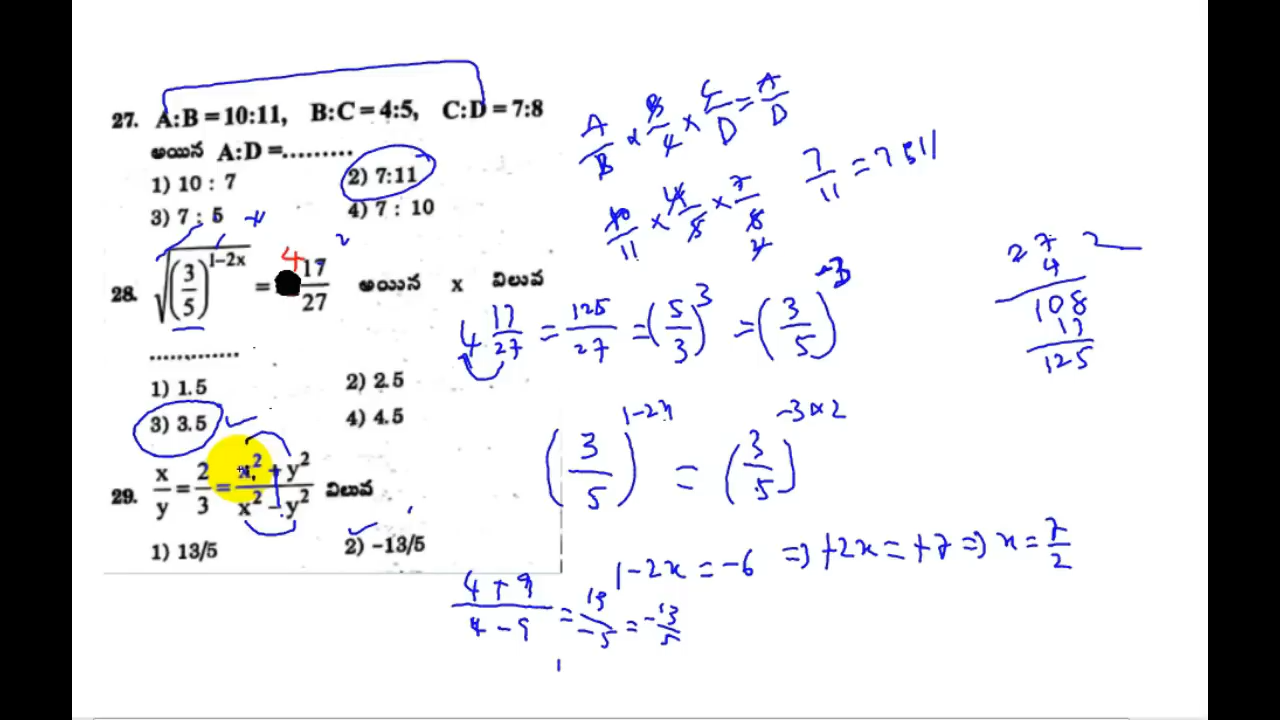 27. A:B = 10:11, B:C = 4:5, C:D = 7:8
అయిన A:D = .........
1) 10 : 7 2) 7:11
3) 7 : 5 4) 7 : 10
28. √(3/5)^(1-2x) = 4 17/27 అయిన x విలువ
.............
1) 1.5 2) 2.5
3) 3.5 4) 4.5
29. x/y = 2/3 = (x² + y²)/(x² - y²) విలువ
1) 13/5 2) -13/5
A/B × B/4 × C/D = A/D
10/11 × 4/5 × 7/8
2
7/11 = 7:11
4 17/27 = 125/27 = (5/3)^3 = (3/5)^-3
27
4
108
17
125
2
(3/5)^(1-2x) = (3/5)^(-3×2)
1-2x = -6 => +2x = +7 => x = 7/2
(4+9)/(4-9) = 13/-5 = -13/5